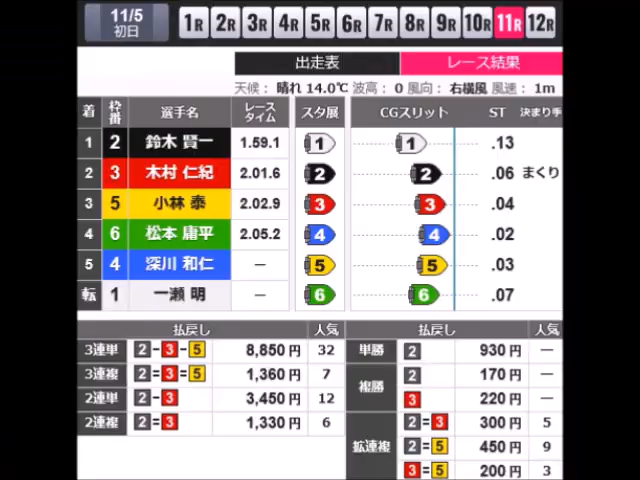 11/5
初日
1R 2R 3R 4R 5R 6R 7R 8R 9R 10R 11R 12R
出走表 レース結果
天候： 晴れ 14.0℃ 波高： 0 風向： 右横風 風速： 1m
着 枠番 選手名 レースタイム スタ展 CGスリット ST 決まり手
1 2 鈴木 賢一 1.59.1 1 1 .13
2 3 木村 仁紀 2.01.6 2 2 .06 まくり
3 5 小林 泰 2.02.9 3 3 .04
4 6 松本 庸平 2.05.2 4 4 .02
5 4 深川 和仁 － 5 5 .03
転 1 一瀬 明 － 6 6 .07
払戻し 人気 払戻し 人気
3連単 2-3-5 8,850円 32 単勝 2 930円 －
3連複 2=3=5 1,360円 7 複勝 2 170円 －
2連単 2-3 3,450円 12 3 220円 －
2連複 2=3 1,330円 6 拡連複 2=3 300円 5
2=5 450円 9
3=5 200円 3